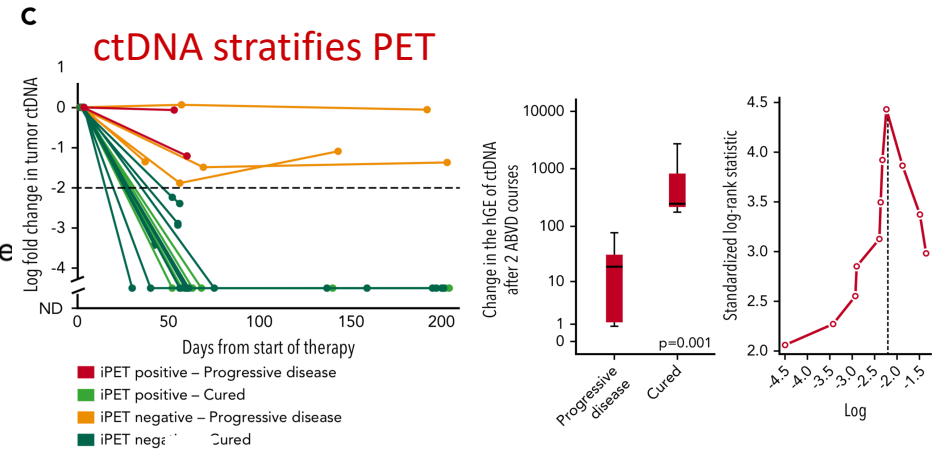 C
ctDNA stratifies PET
Log fold change in tumor ctDNA
1
0
-1
-2
-3
-4
ND
0
50
100
150
200
Days from start of therapy
iPET positive – Progressive disease
iPET positive – Cured
iPET negative – Progressive disease
iPET nega Cured
Change in the hGE of ctDNA
after 2 ABVD courses
10000
1000
100
10
1
0
p=0.001
Progressive
disease
Cured
Standardized log-rank statistic
4.5
4.0
3.5
3.0
2.5
2.0
-4.5
-4.0
-3.5
-3.0
-2.5
-2.0
-1.5
Log